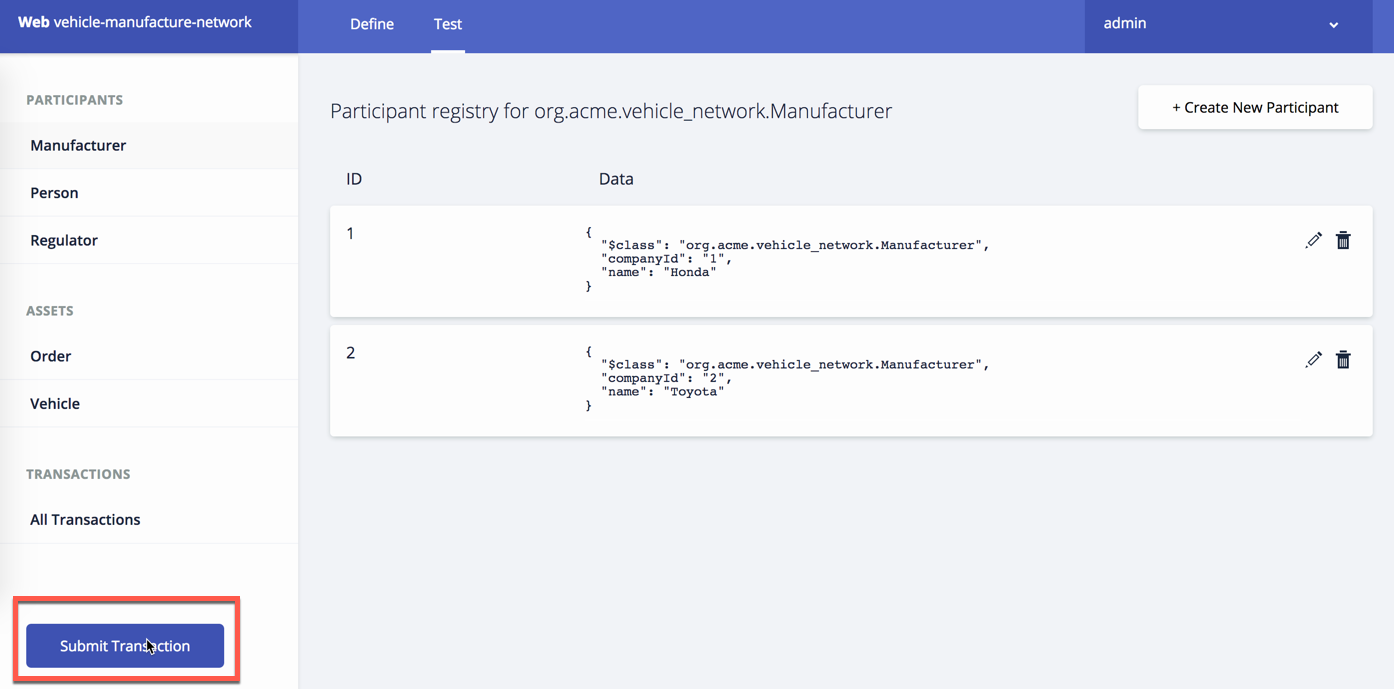 Web vehicle-manufacture-network
Define
Test
admin
PARTICIPANTS
Manufacturer
Person
Regulator
ASSETS
Order
Vehicle
TRANSACTIONS
All Transactions
Submit Transaction
Participant registry for org.acme.vehicle_network.Manufacturer
+ Create New Participant
ID
Data
1
{
"$class": "org.acme.vehicle_network.Manufacturer",
"companyId": "1",
"name": "Honda"
}
2
{
"$class": "org.acme.vehicle_network.Manufacturer",
"companyId": "2",
"name": "Toyota"
}